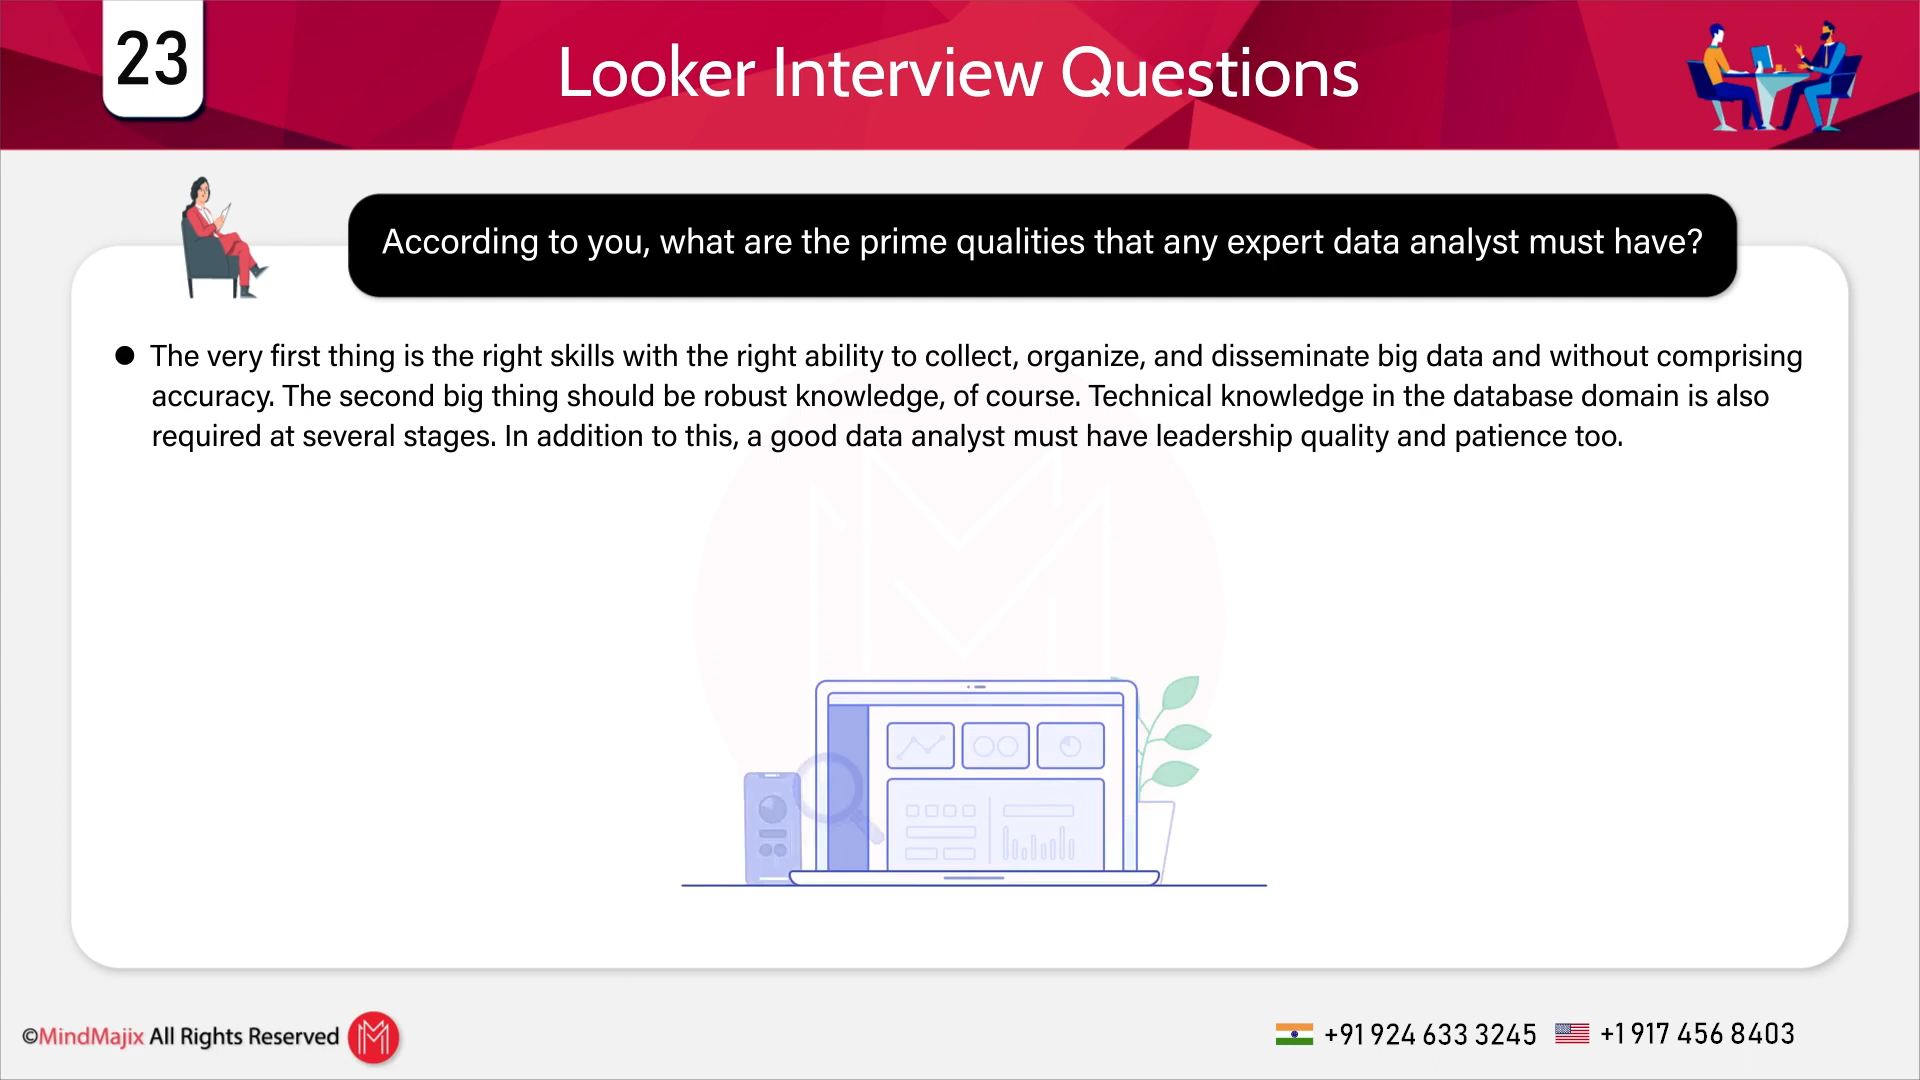 23
Looker Interview Questions
According to you, what are the prime qualities that any expert data analyst must have?
● The very first thing is the right skills with the right ability to collect, organize, and disseminate big data and without comprising
accuracy. The second big thing should be robust knowledge, of course. Technical knowledge in the database domain is also
required at several stages. In addition to this, a good data analyst must have leadership quality and patience too.
©MindMajix All Rights Reserved
+91 924 633 3245
+1 917 456 8403